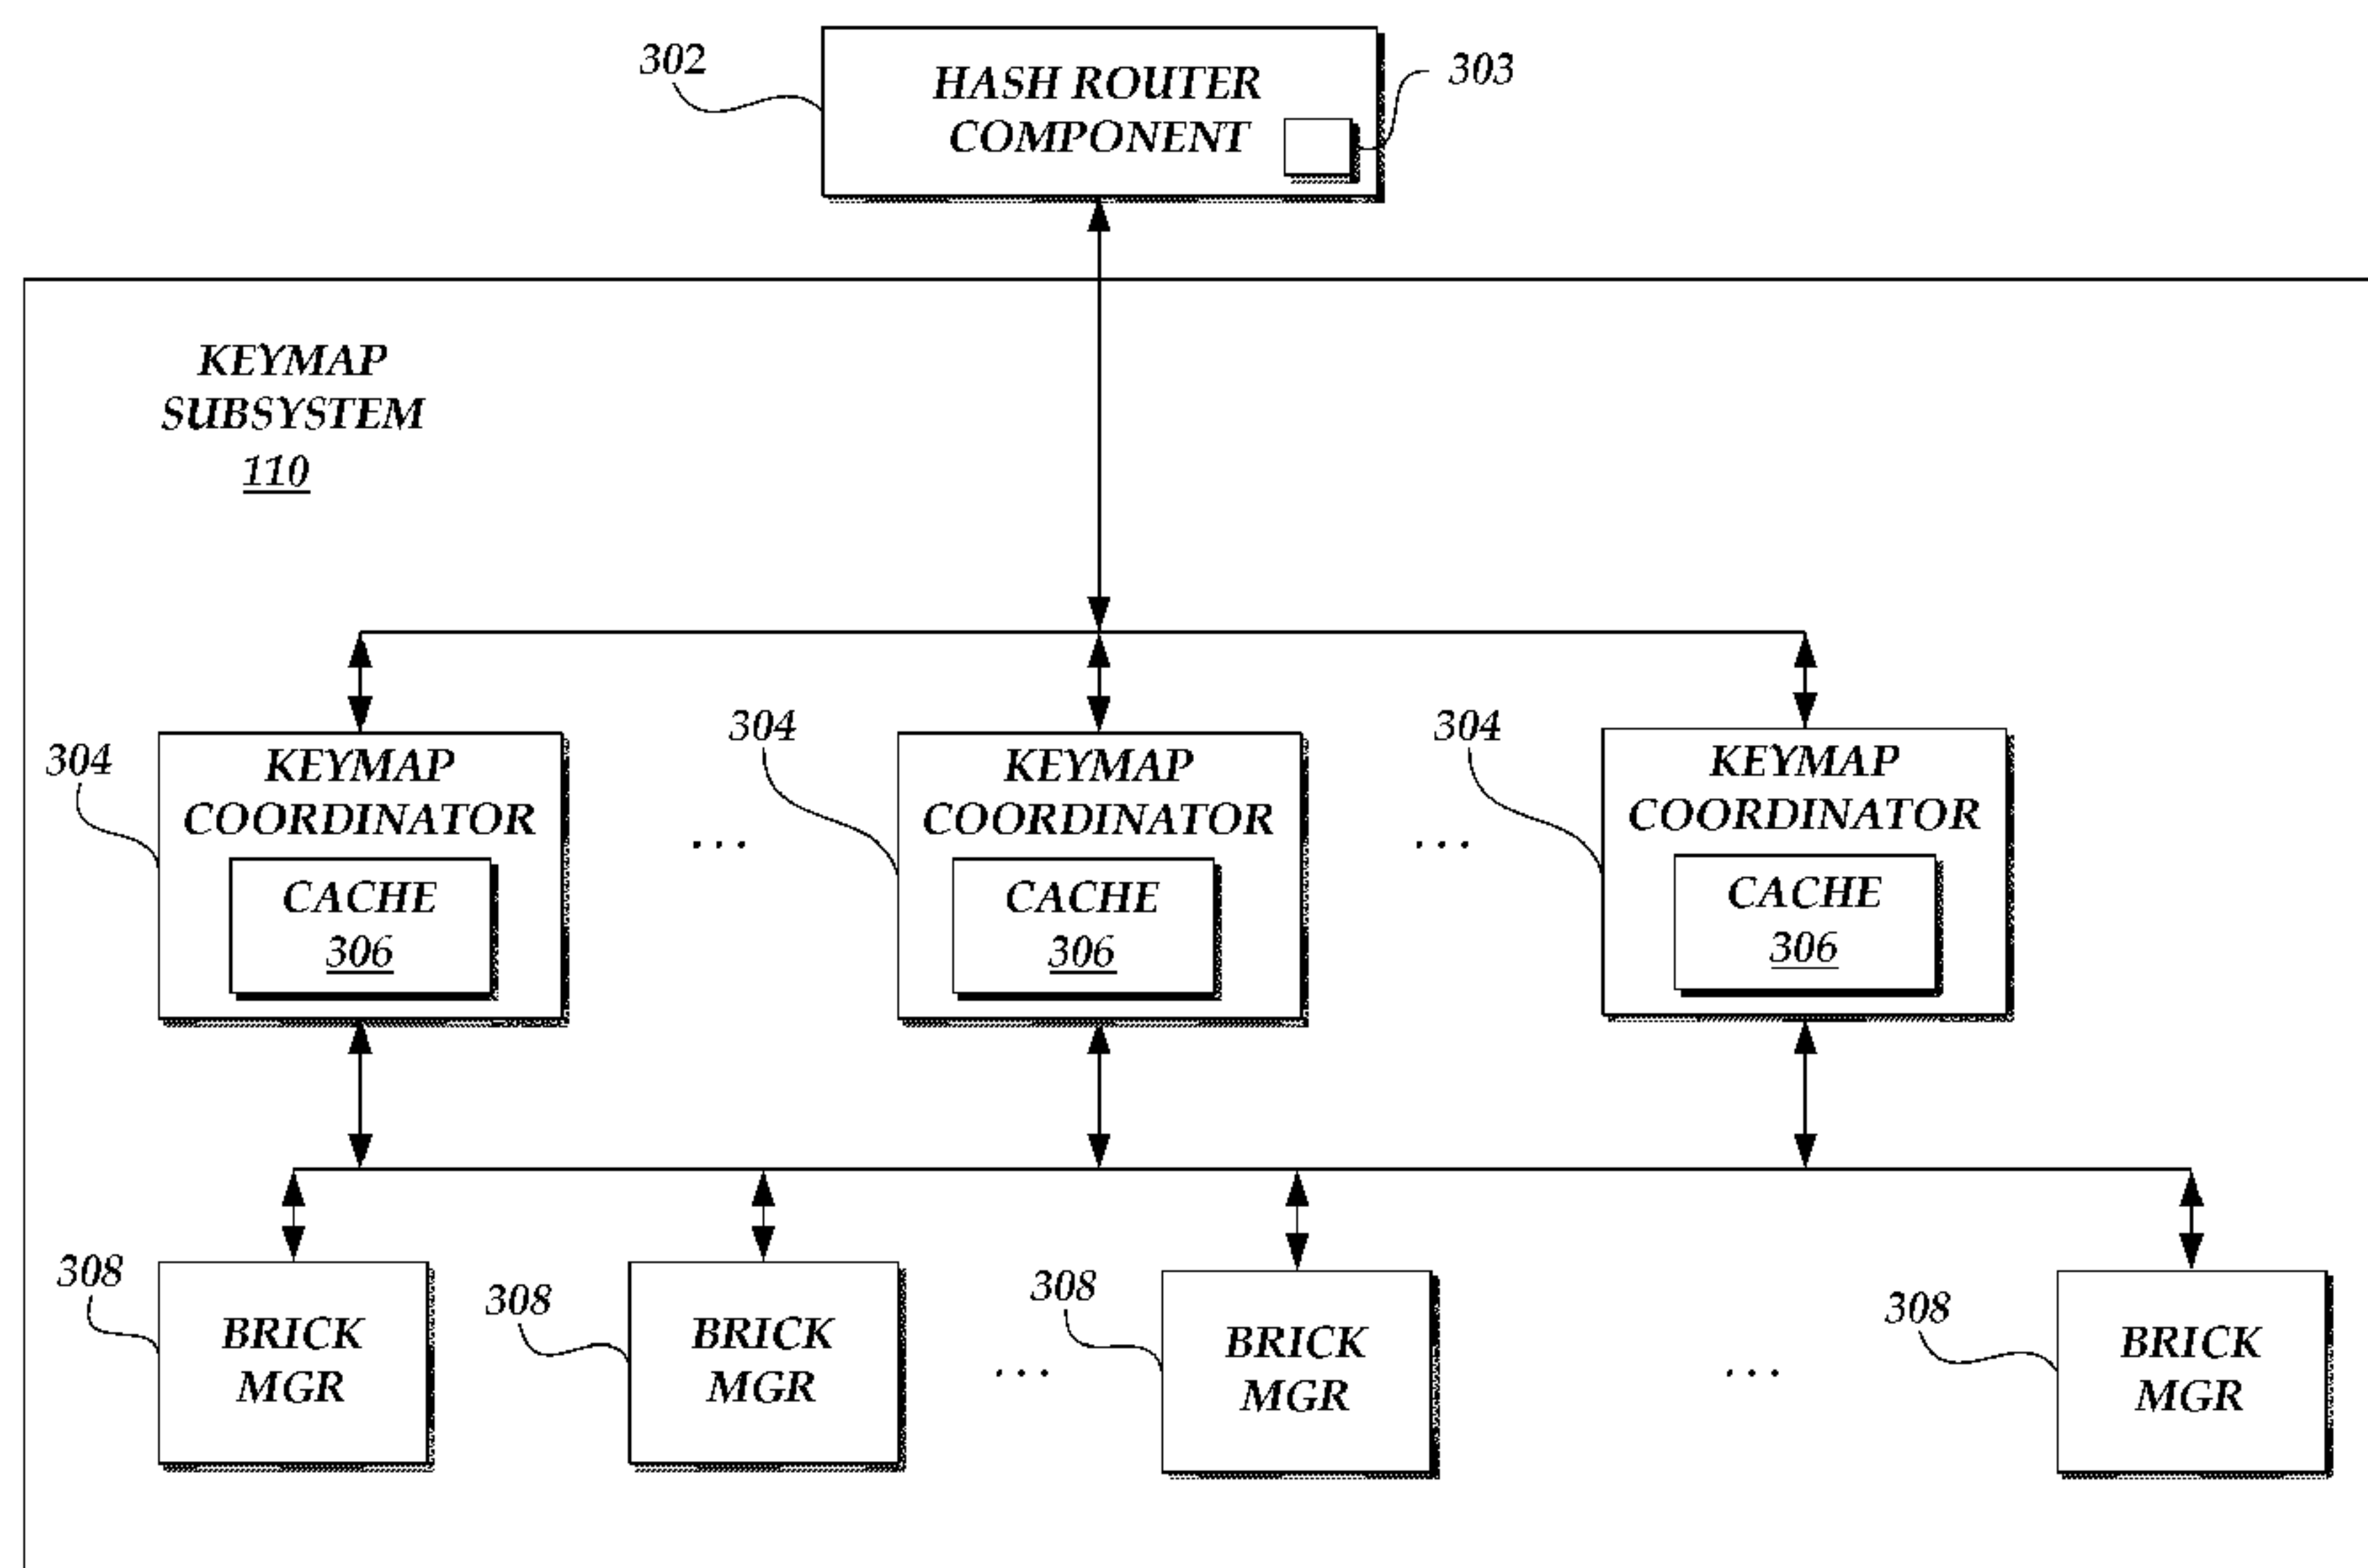 302
HASH ROUTER
COMPONENT
303
KEYMAP
SUBSYSTEM
110
304
KEYMAP
COORDINATOR
CACHE
306
...
304
KEYMAP
COORDINATOR
CACHE
306
...
304
KEYMAP
COORDINATOR
CACHE
306
308
BRICK
MGR
308
BRICK
MGR
...
308
BRICK
MGR
...
308
BRICK
MGR